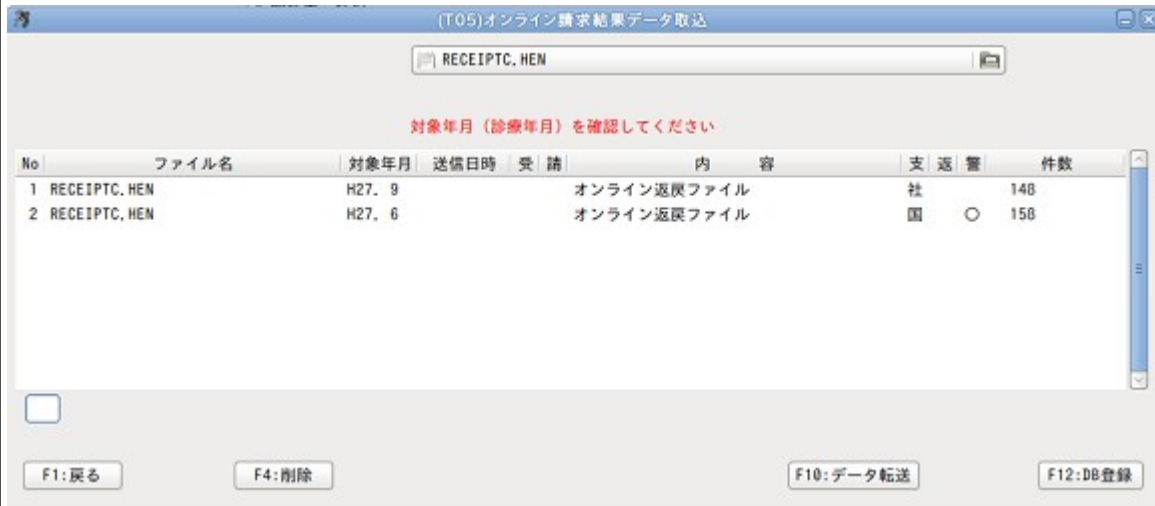 (T05)オンライン請求結果データ取込
RECEIPTC.HEN
対象年月（診療年月）を確認してください
No ファイル名 対象年月 送信日時 受 請 内 容 支 返 警 件数
1 RECEIPTC.HEN H27. 9 オンライン返戻ファイル 社 148
2 RECEIPTC.HEN H27. 6 オンライン返戻ファイル 国 ○ 158
F1:戻る F4:削除 F10:データ転送 F12:DB登録